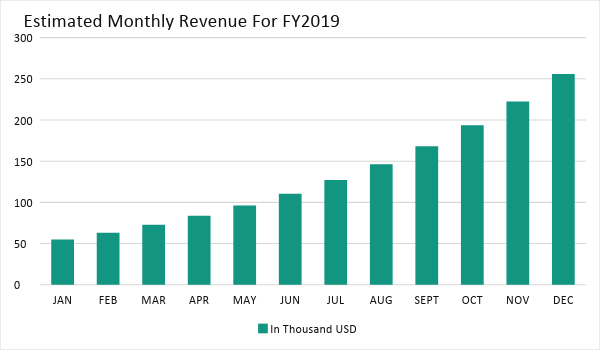 Estimated Monthly Revenue For FY2019
300
250
200
150
100
50
0
JAN FEB MAR APR MAY JUN JUL AUG SEPT OCT NOV DEC
In Thousand USD